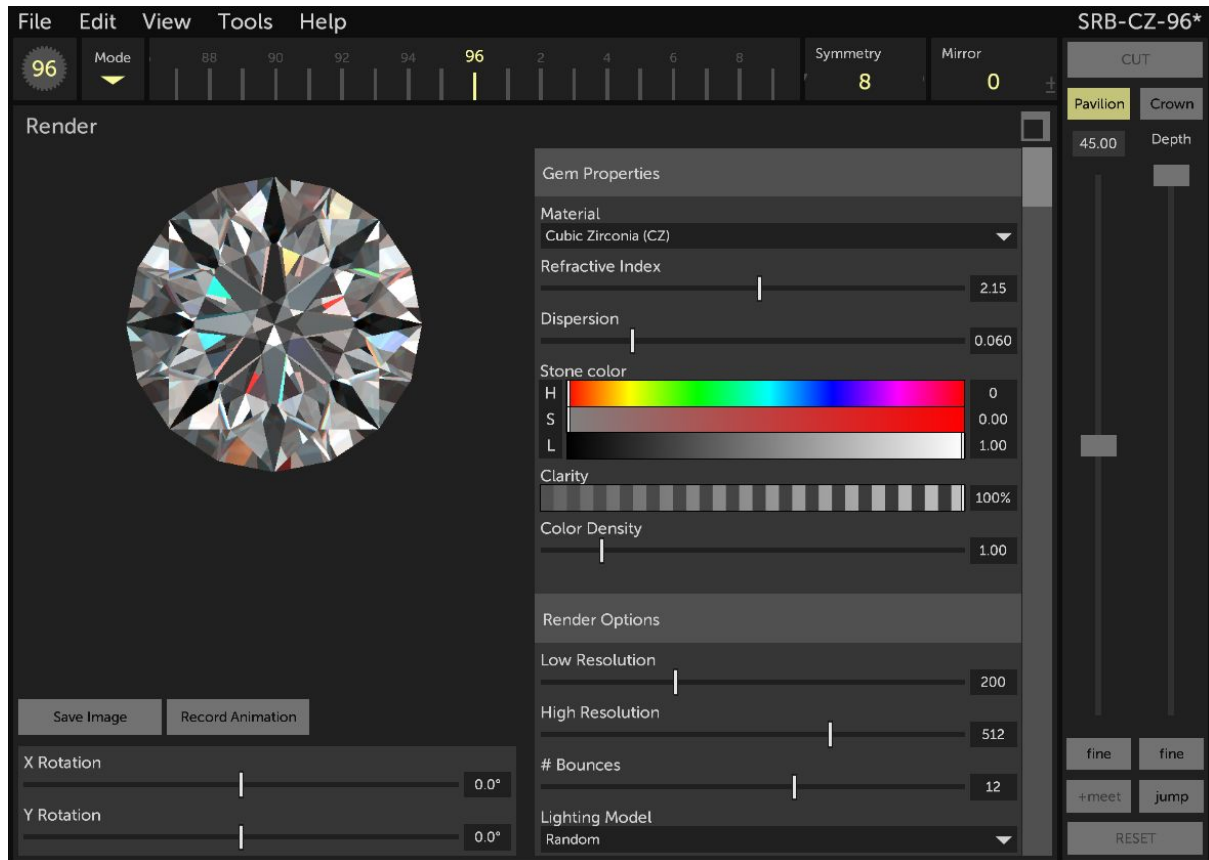 File Edit View Tools Help SRB-CZ-96*
96 Mode 88 90 92 94 96 2 4 6 8 Symmetry 8 Mirror 0 ±
CUT
Pavilion Crown
45.00 Depth
Render
Gem Properties
Material
Cubic Zirconia (CZ)
Refractive Index
2.15
Dispersion
0.060
Stone color
H 0
S 0.00
L 1.00
Clarity
100%
Color Density
1.00
Render Options
Low Resolution
200
High Resolution
512
# Bounces
12
Lighting Model
Random
Save Image Record Animation
X Rotation
0.0°
Y Rotation
0.0°
fine fine
+meet jump
RESET